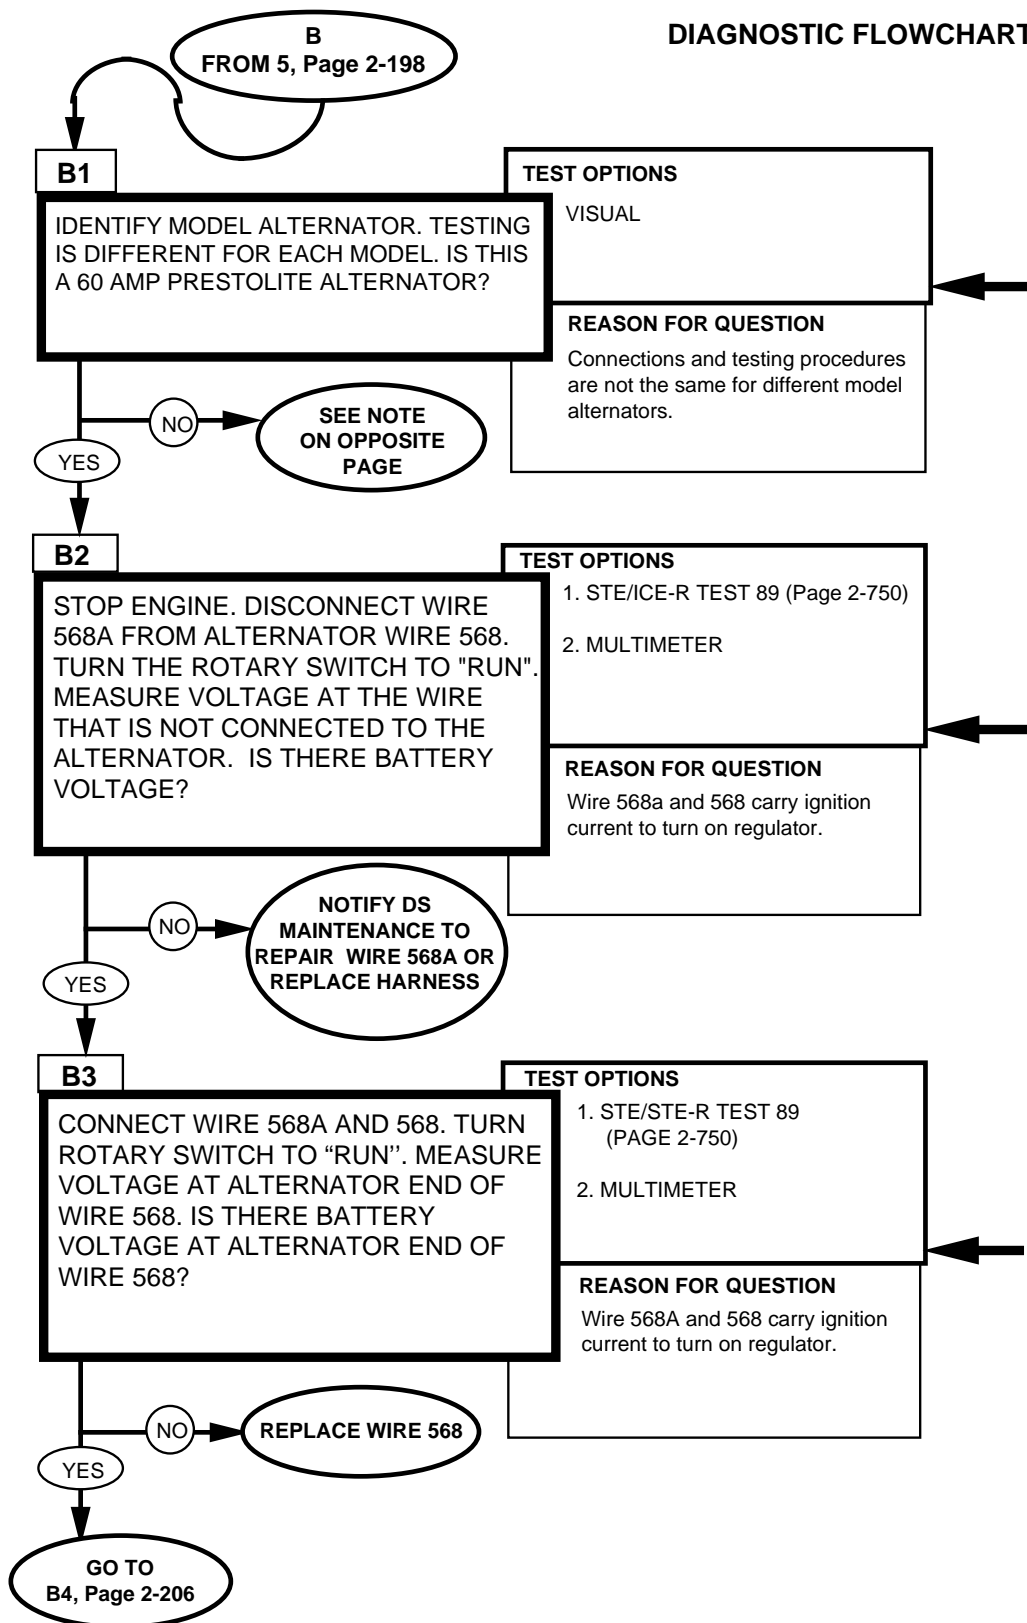 DIAGNOSTIC FLOWCHART
B
FROM 5, Page 2-198
B1
IDENTIFY MODEL ALTERNATOR. TESTING
IS DIFFERENT FOR EACH MODEL. IS THIS
A 60 AMP PRESTOLITE ALTERNATOR?
TEST OPTIONS
VISUAL
REASON FOR QUESTION
Connections and testing procedures
are not the same for different model
alternators.
NO
SEE NOTE
ON OPPOSITE
PAGE
YES
B2
STOP ENGINE. DISCONNECT WIRE
568A FROM ALTERNATOR WIRE 568.
TURN THE ROTARY SWITCH TO "RUN".
MEASURE VOLTAGE AT THE WIRE
THAT IS NOT CONNECTED TO THE
ALTERNATOR. IS THERE BATTERY
VOLTAGE?
TEST OPTIONS
1. STE/ICE-R TEST 89 (Page 2-750)
2. MULTIMETER
REASON FOR QUESTION
Wire 568a and 568 carry ignition
current to turn on regulator.
NO
NOTIFY DS
MAINTENANCE TO
REPAIR WIRE 568A OR
REPLACE HARNESS
YES
B3
CONNECT WIRE 568A AND 568. TURN
ROTARY SWITCH TO “RUN’’. MEASURE
VOLTAGE AT ALTERNATOR END OF
WIRE 568. IS THERE BATTERY
VOLTAGE AT ALTERNATOR END OF
WIRE 568?
TEST OPTIONS
1. STE/STE-R TEST 89
(PAGE 2-750)
2. MULTIMETER
REASON FOR QUESTION
Wire 568A and 568 carry ignition
current to turn on regulator.
NO
REPLACE WIRE 568
YES
GO TO
B4, Page 2-206